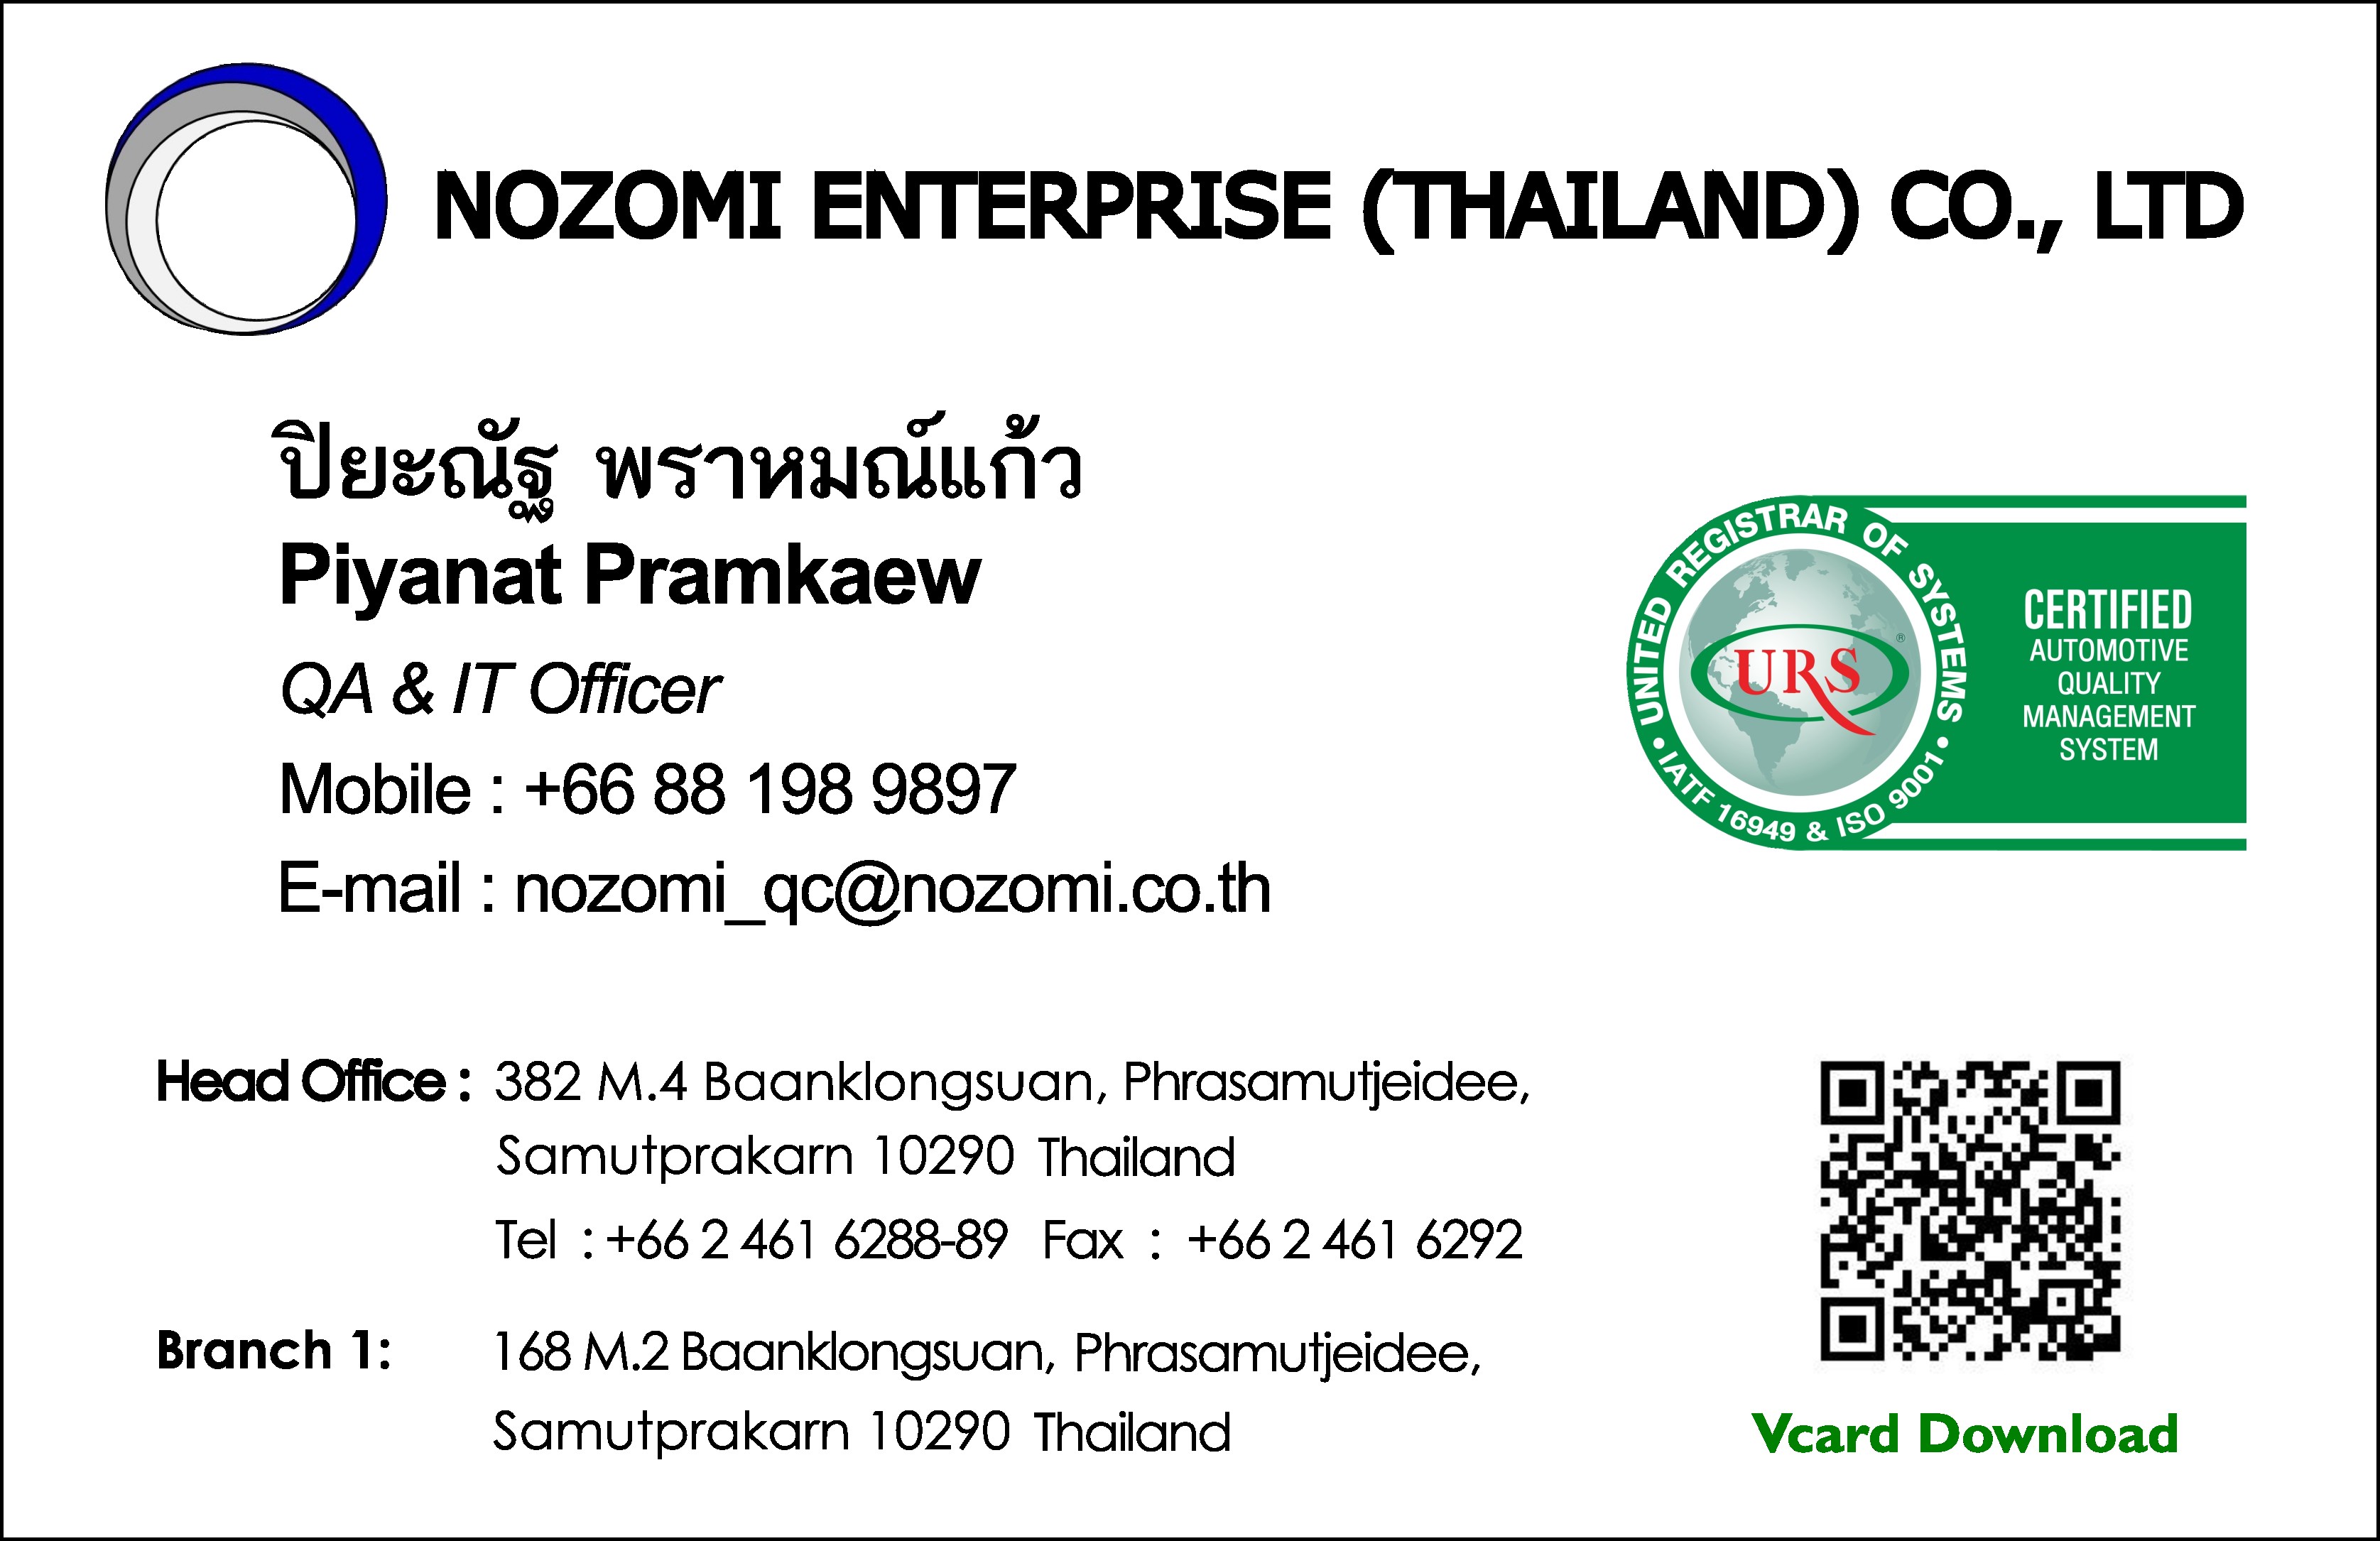 NOZOMI ENTERPRISE (THAILAND) CO., LTD
ปิยะณัฐ พราหมณ์แก้ว
Piyanat Pramkaew
QA & IT Officer
Mobile : +66 88 198 9897
E-mail : nozomi_qc@nozomi.co.th
• UNITED REGISTRAR OF SYSTEMS •
IATF 16949 & ISO 9001
URS ®
CERTIFIED
AUTOMOTIVE
QUALITY
MANAGEMENT
SYSTEM
Head Office : 382 M.4 Baanklongsuan, Phrasamutjeidee,
Samutprakarn 10290 Thailand
Tel : +66 2 461 6288-89 Fax : +66 2 461 6292
Branch 1: 168 M.2 Baanklongsuan, Phrasamutjeidee,
Samutprakarn 10290 Thailand
Vcard Download